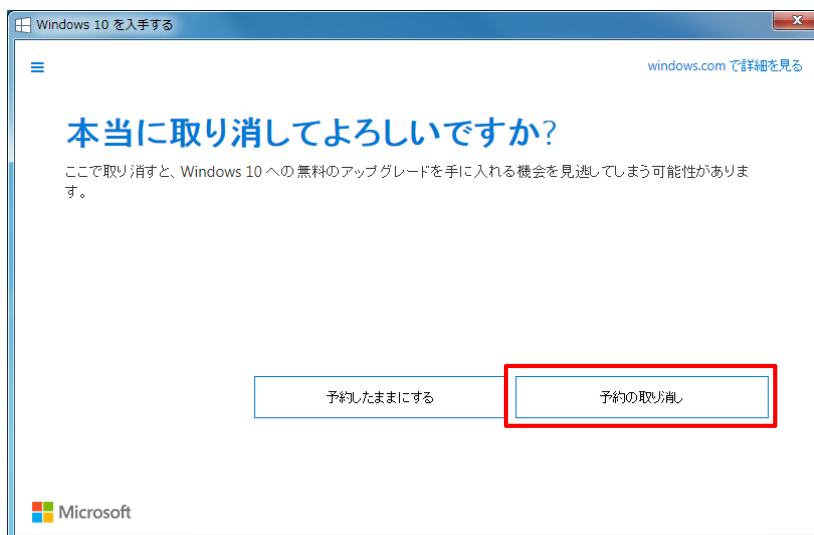 Windows 10 を入手する
windows.com で詳細を見る
本当に取り消してよろしいですか?
ここで取り消すと、Windows 10 への無料のアップグレードを手に入れる機会を見逃してしまう可能性がありま
す。
予約したままにする
予約の取り消し
Microsoft